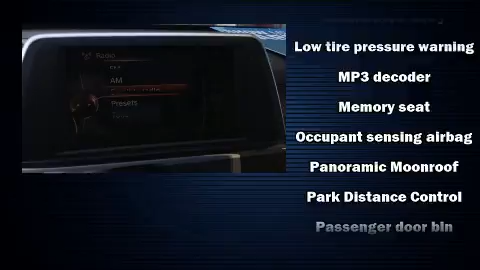 Radio
AM
Presets
Low tire pressure warning
MP3 decoder
Memory seat
Occupant sensing airbag
Panoramic Moonroof
Park Distance Control
Passenger door bin